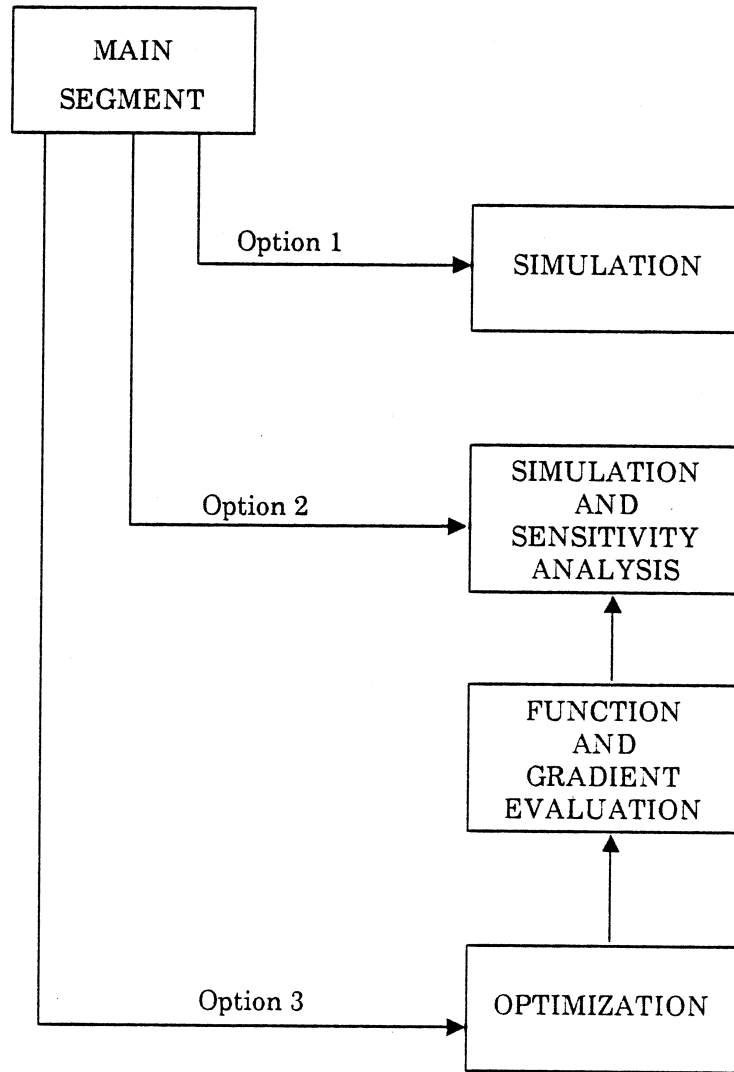 MAIN
SEGMENT
Option 1
SIMULATION
Option 2
SIMULATION
AND
SENSITIVITY
ANALYSIS
FUNCTION
AND
GRADIENT
EVALUATION
Option 3
OPTIMIZATION